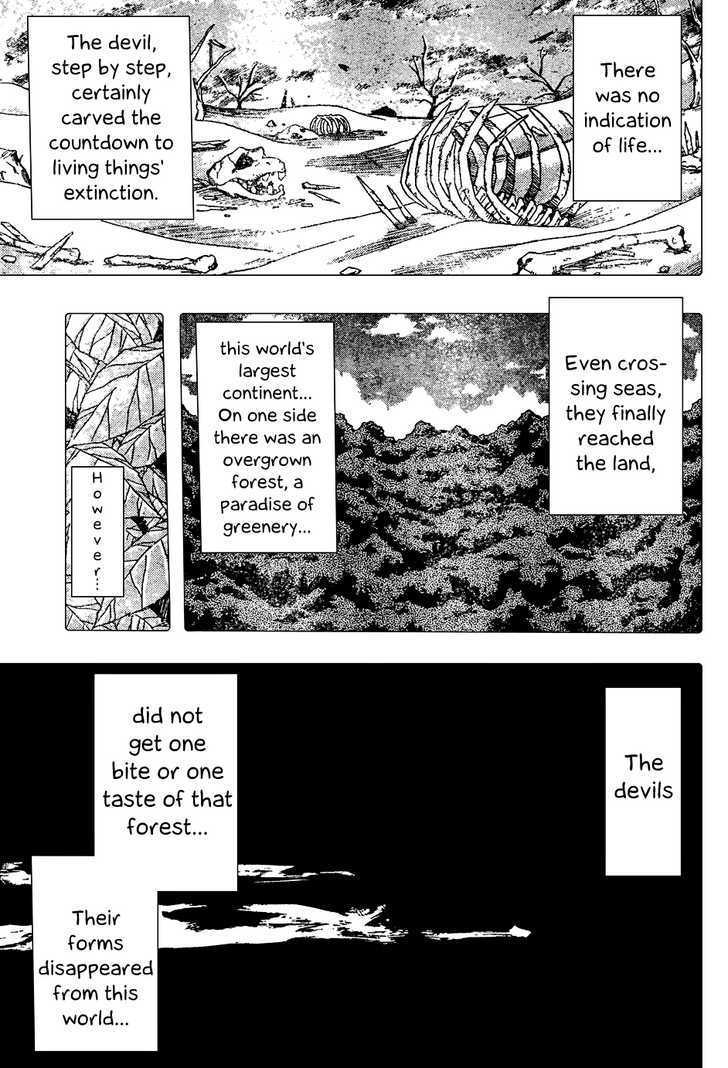 There
was no
indication
of life...
The devil,
step by step,
certainly
carved the
countdown to
living things'
extinction.
Even cros-
sing seas,
they finally
reached
the land,
this world's
largest
continent...
On one side
there was an
overgrown
forest, a
paradise of
greenery...
However...
The
devils
did not
get one
bite or one
taste of that
forest...
Their
forms
disappeared
from this
world...